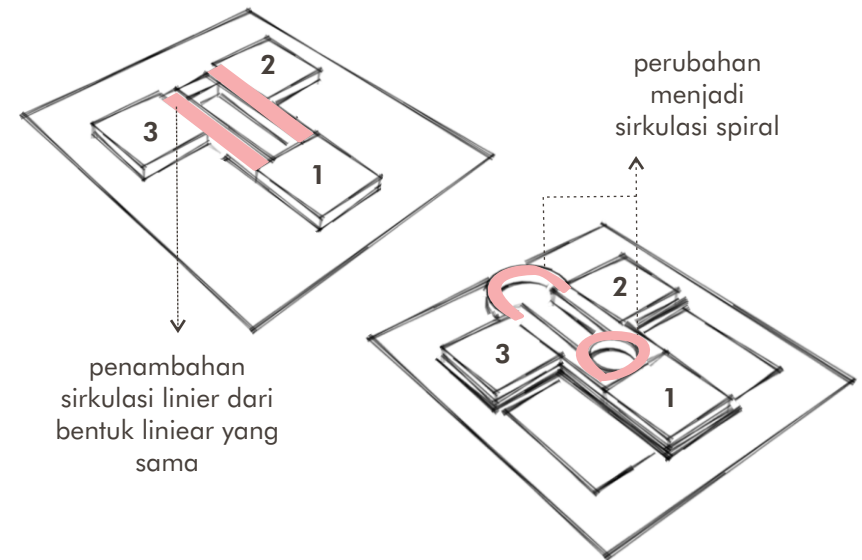 2
3
1
perubahan
menjadi
sirkulasi spiral
penambahan
sirkulasi linier dari
bentuk liniear yang
sama
2
3
1